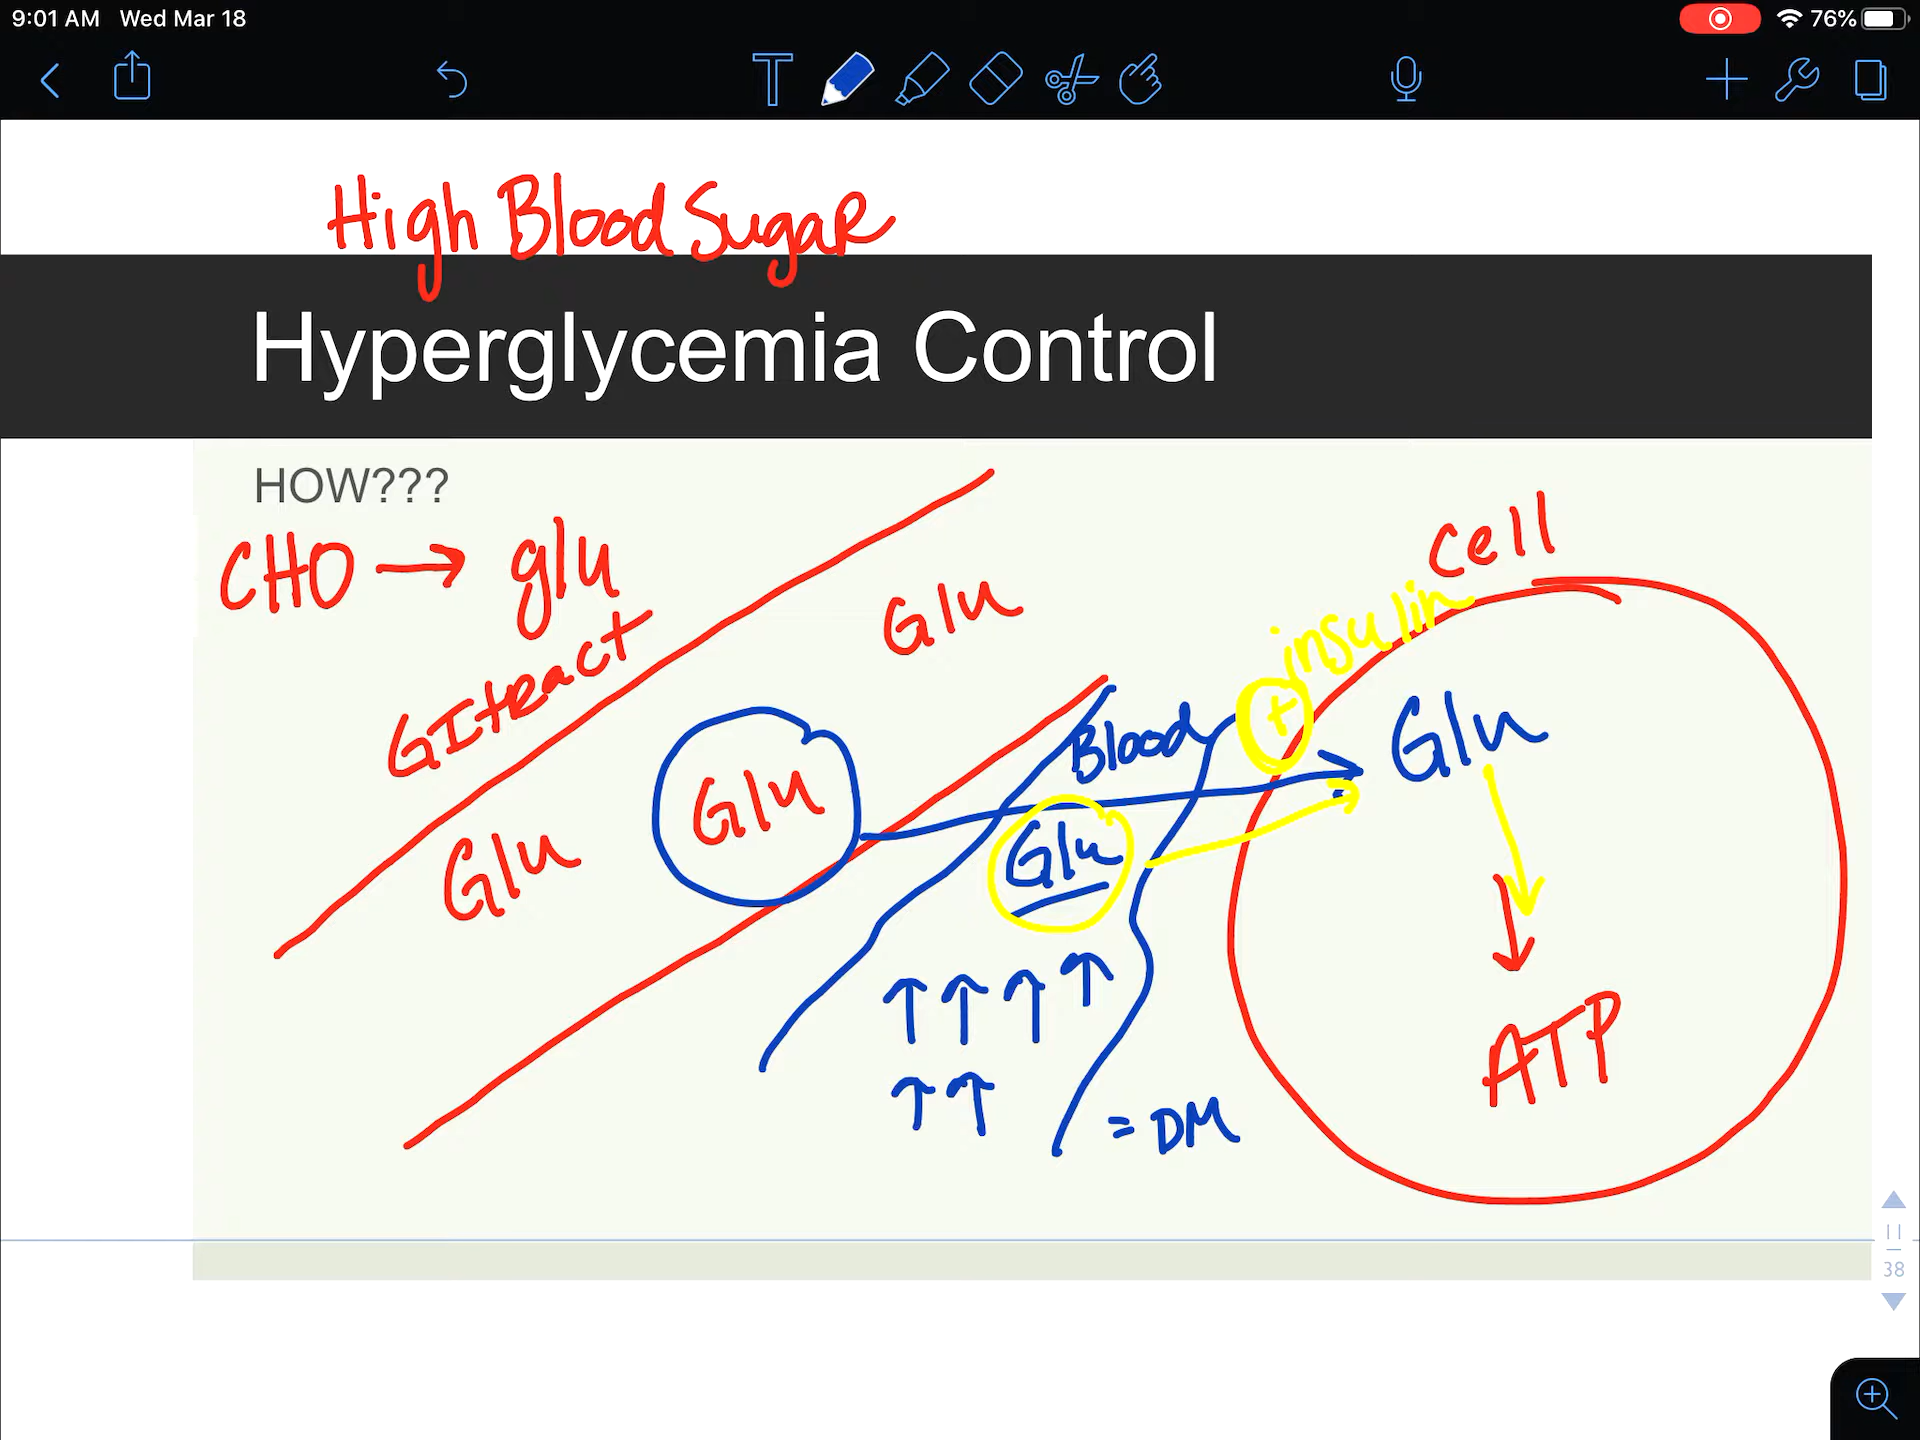 9:01 AM Wed Mar 18
76%
T
High Blood Sugar
Hyperglycemia Control
HOW???
CHO → glu
Cell
Glu
insulin
GI tract
+
Glu
Blood
Glu
Glu
Glu
↑ ↑ ↑ ↑
ATP
↑ ↑
= DM
11
38